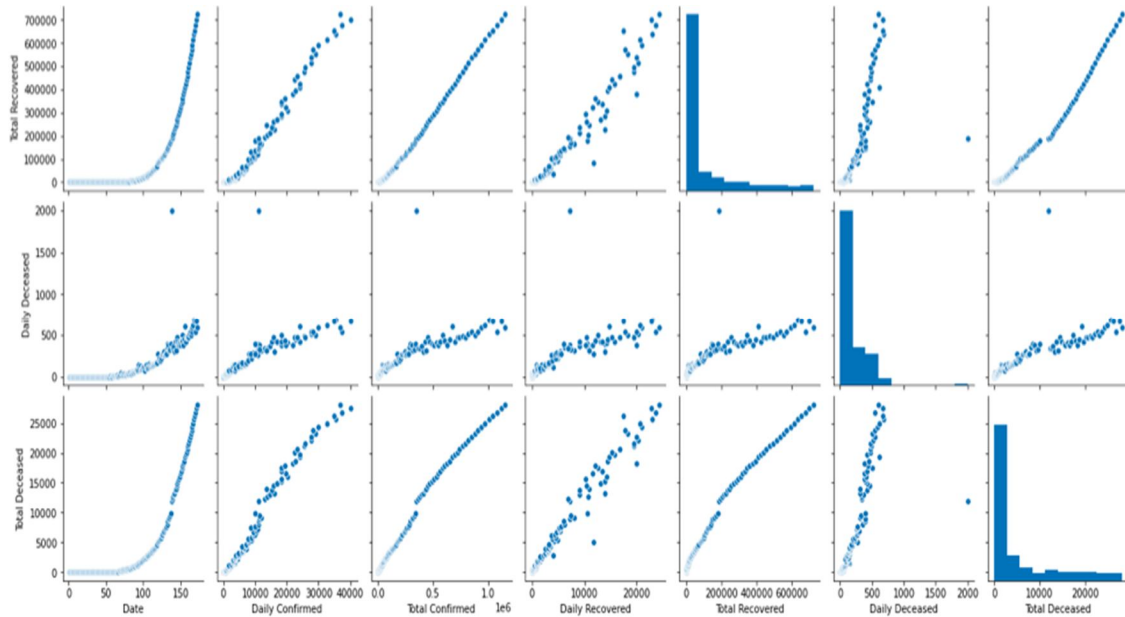 700000
600000
500000
400000
300000
200000
100000
0
Total Recovered
2000
1500
1000
500
0
Daily Deceased
25000
20000
15000
10000
5000
0
Total Deceased
0 50 100 150
Date
0 10000 20000 30000 40000
Daily Confirmed
0.0 0.5 1.0
1e6
Total Confirmed
0 10000 20000
Daily Recovered
0 200000 400000 600000
Total Recovered
0 500 1000 1500 2000
Daily Deceased
0 10000 20000
Total Deceased